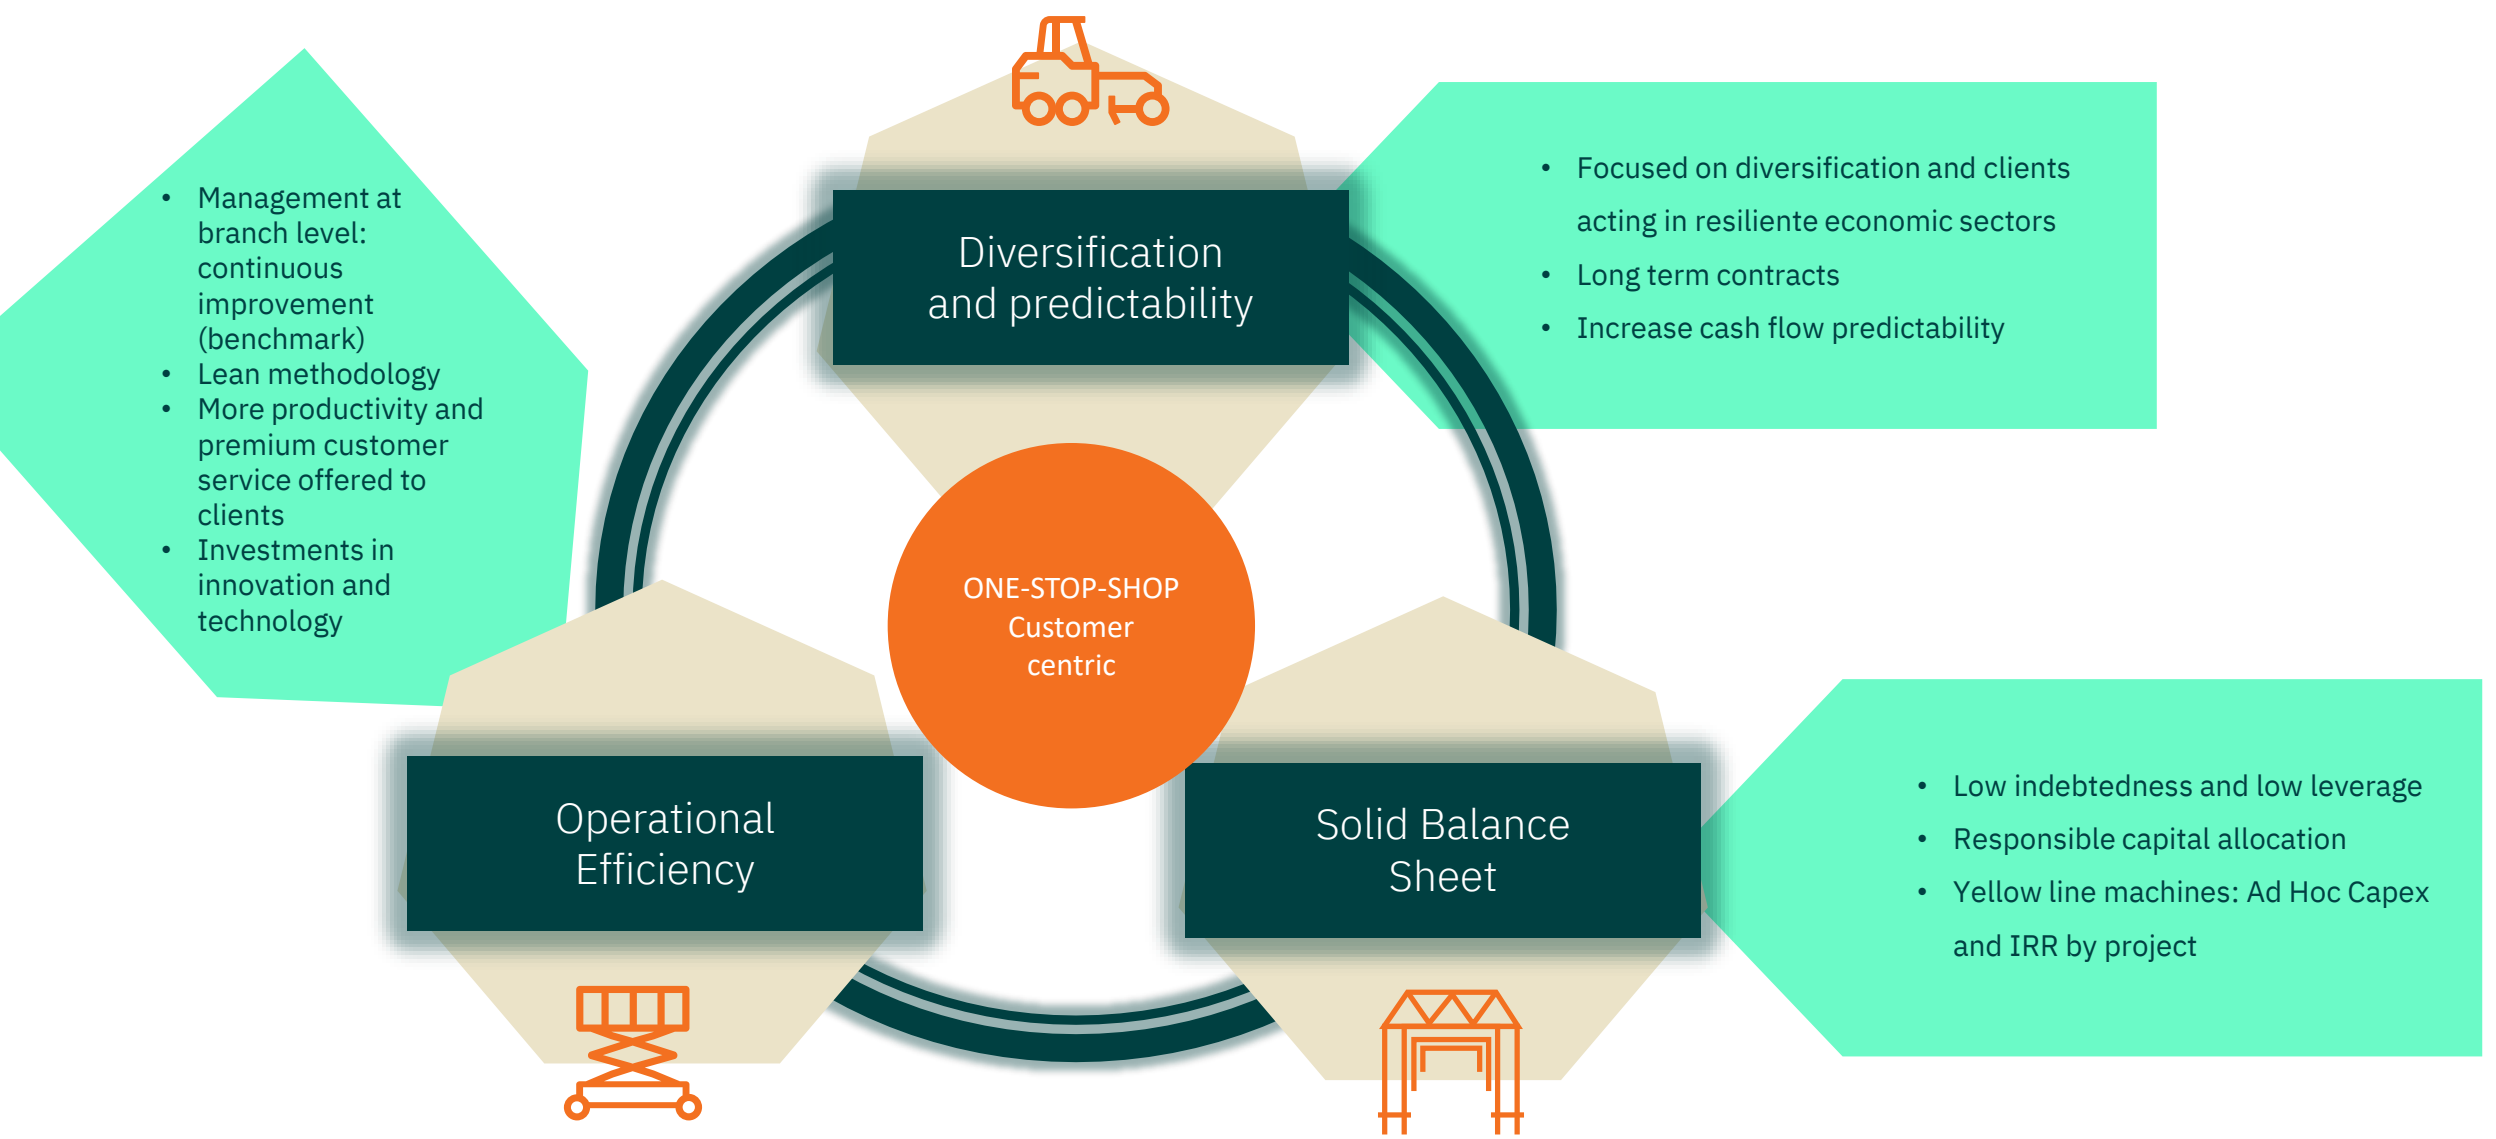 • Management at
branch level:
continuous
improvement
(benchmark)
• Lean methodology
• More productivity and
premium customer
service offered to
clients
• Investments in
innovation and
technology
Diversification
and predictability
• Focused on diversification and clients
acting in resiliente economic sectors
• Long term contracts
• Increase cash flow predictability
ONE-STOP-SHOP
Customer
centric
Operational
Efficiency
Solid Balance
Sheet
• Low indebtedness and low leverage
• Responsible capital allocation
• Yellow line machines: Ad Hoc Capex
and IRR by project